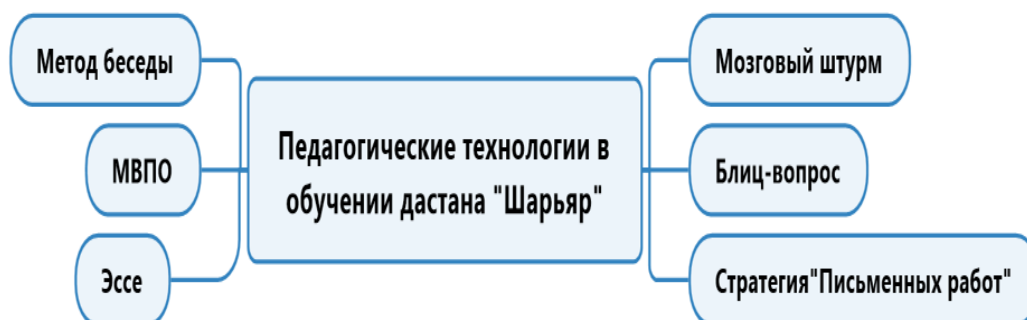 Метод беседы
МВПО
Эссе
Педагогические технологии в
обучении дастана "Шарьяр"
Мозговый штурм
Блиц-вопрос
Стратегия"Письменных работ"